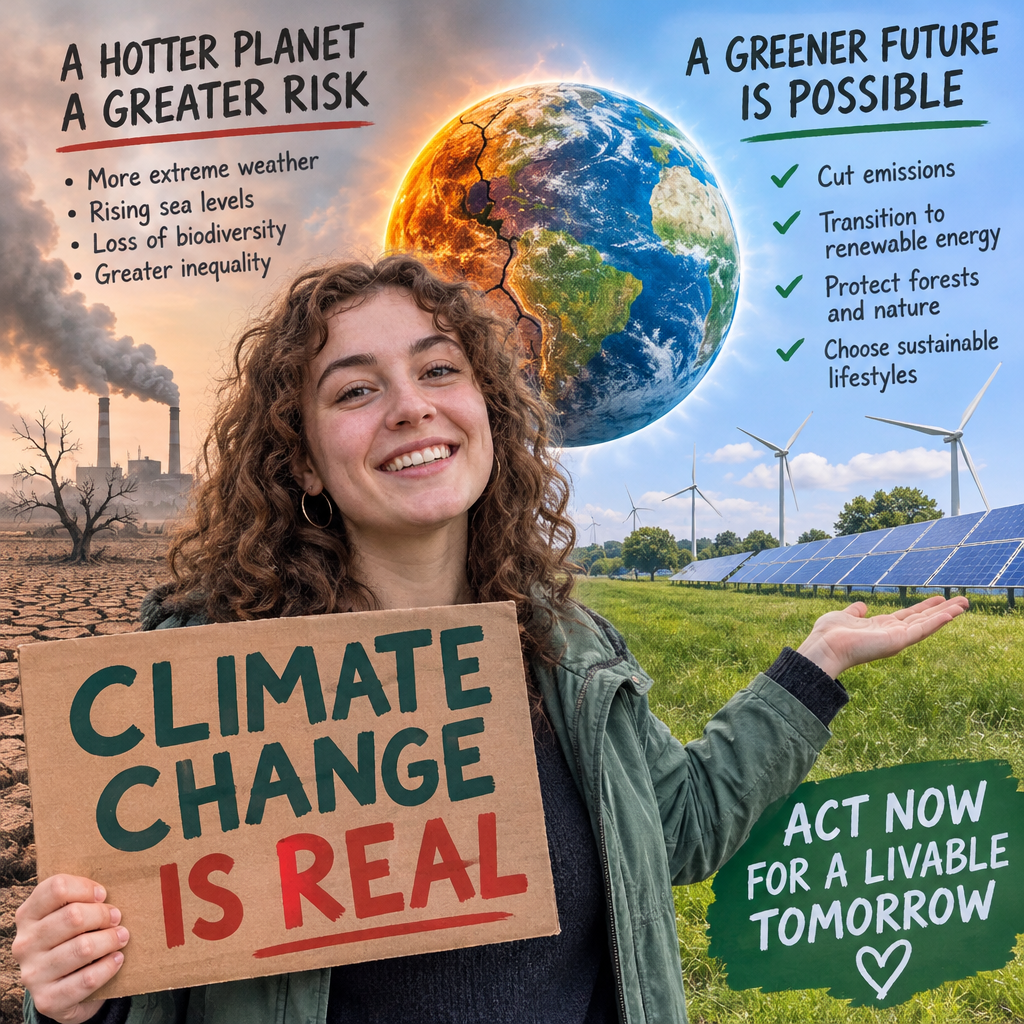 A HOTTER PLANET
A GREATER RISK
• More extreme weather
• Rising sea levels
• Loss of biodiversity
• Greater inequality
A GREENER FUTURE
IS POSSIBLE
✓ Cut emissions
✓ Transition to
renewable energy
✓ Protect forests
and nature
✓ Choose sustainable
lifestyles
CLIMATE
CHANGE
IS REAL
ACT NOW
FOR A LIVABLE
TOMORROW